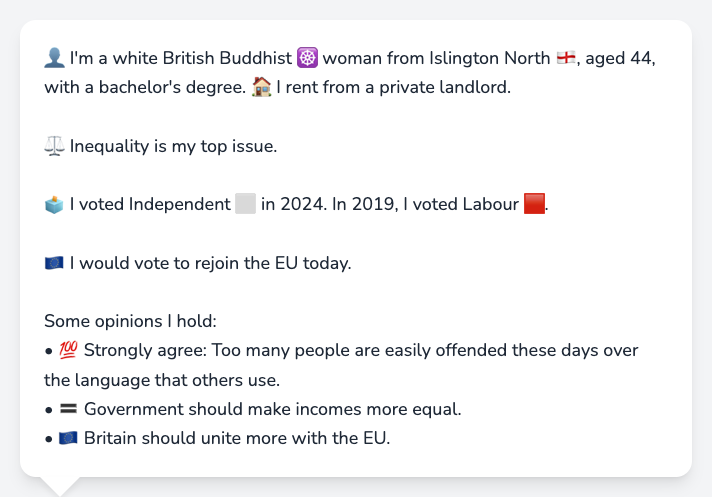 👤 I'm a white British Buddhist ☸️ woman from Islington North 🏴󠁧󠁢󠁥󠁮󠁧󠁿, aged 44,
with a bachelor's degree. 🏠 I rent from a private landlord.
⚖️ Inequality is my top issue.
🗳️ I voted Independent ⬜ in 2024. In 2019, I voted Labour 🟥.
🇪🇺 I would vote to rejoin the EU today.
Some opinions I hold:
• 💯 Strongly agree: Too many people are easily offended these days over
the language that others use.
• 🟰 Government should make incomes more equal.
• 🇪🇺 Britain should unite more with the EU.